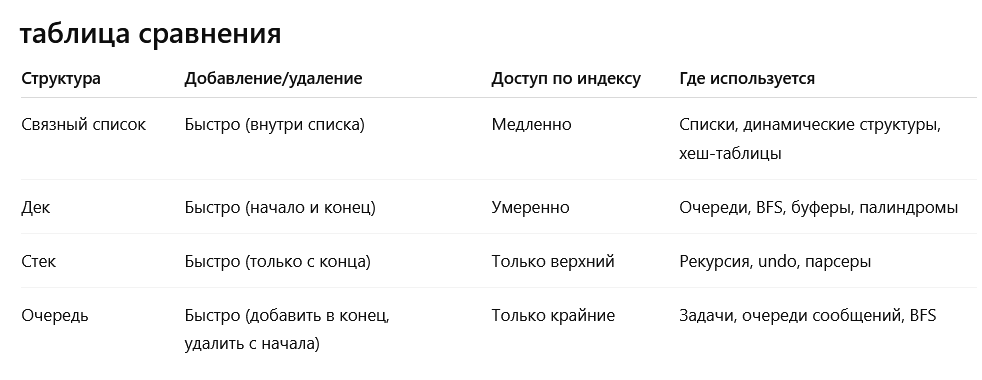 таблица сравнения
Структура Добавление/удаление Доступ по индексу Где используется
Связный список Быстро (внутри списка) Медленно Списки, динамические структуры,
хеш-таблицы
Дек Быстро (начало и конец) Умеренно Очереди, BFS, буферы, палиндромы
Стек Быстро (только с конца) Только верхний Рекурсия, undo, парсеры
Очередь Быстро (добавить в конец, Только крайние Задачи, очереди сообщений, BFS
удалить с начала)